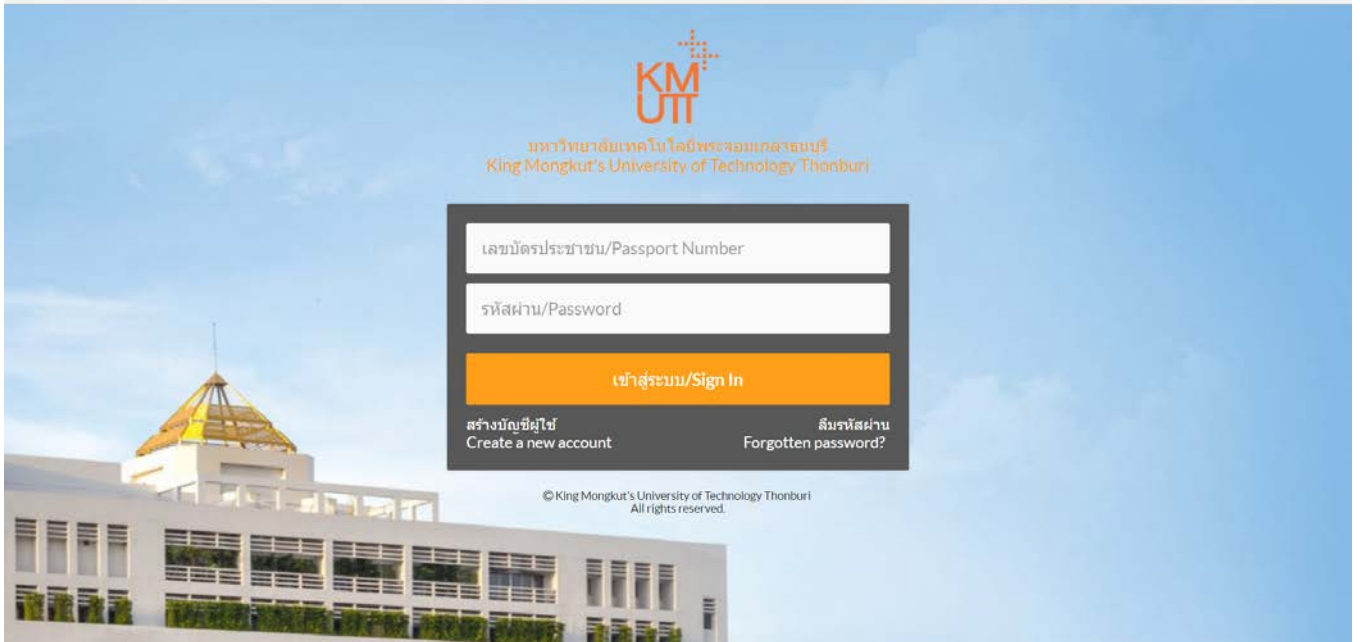 KM
UTT
มหาวิทยาลัยเทคโนโลยีพระจอมเกล้าธนบุรี
King Mongkut's University of Technology Thonburi
เลขบัตรประชาชน/Passport Number
รหัสผ่าน/Password
เข้าสู่ระบบ/Sign In
สร้างบัญชีผู้ใช้ ลืมรหัสผ่าน
Create a new account Forgotten password?
© King Mongkut's University of Technology Thonburi
All rights reserved.